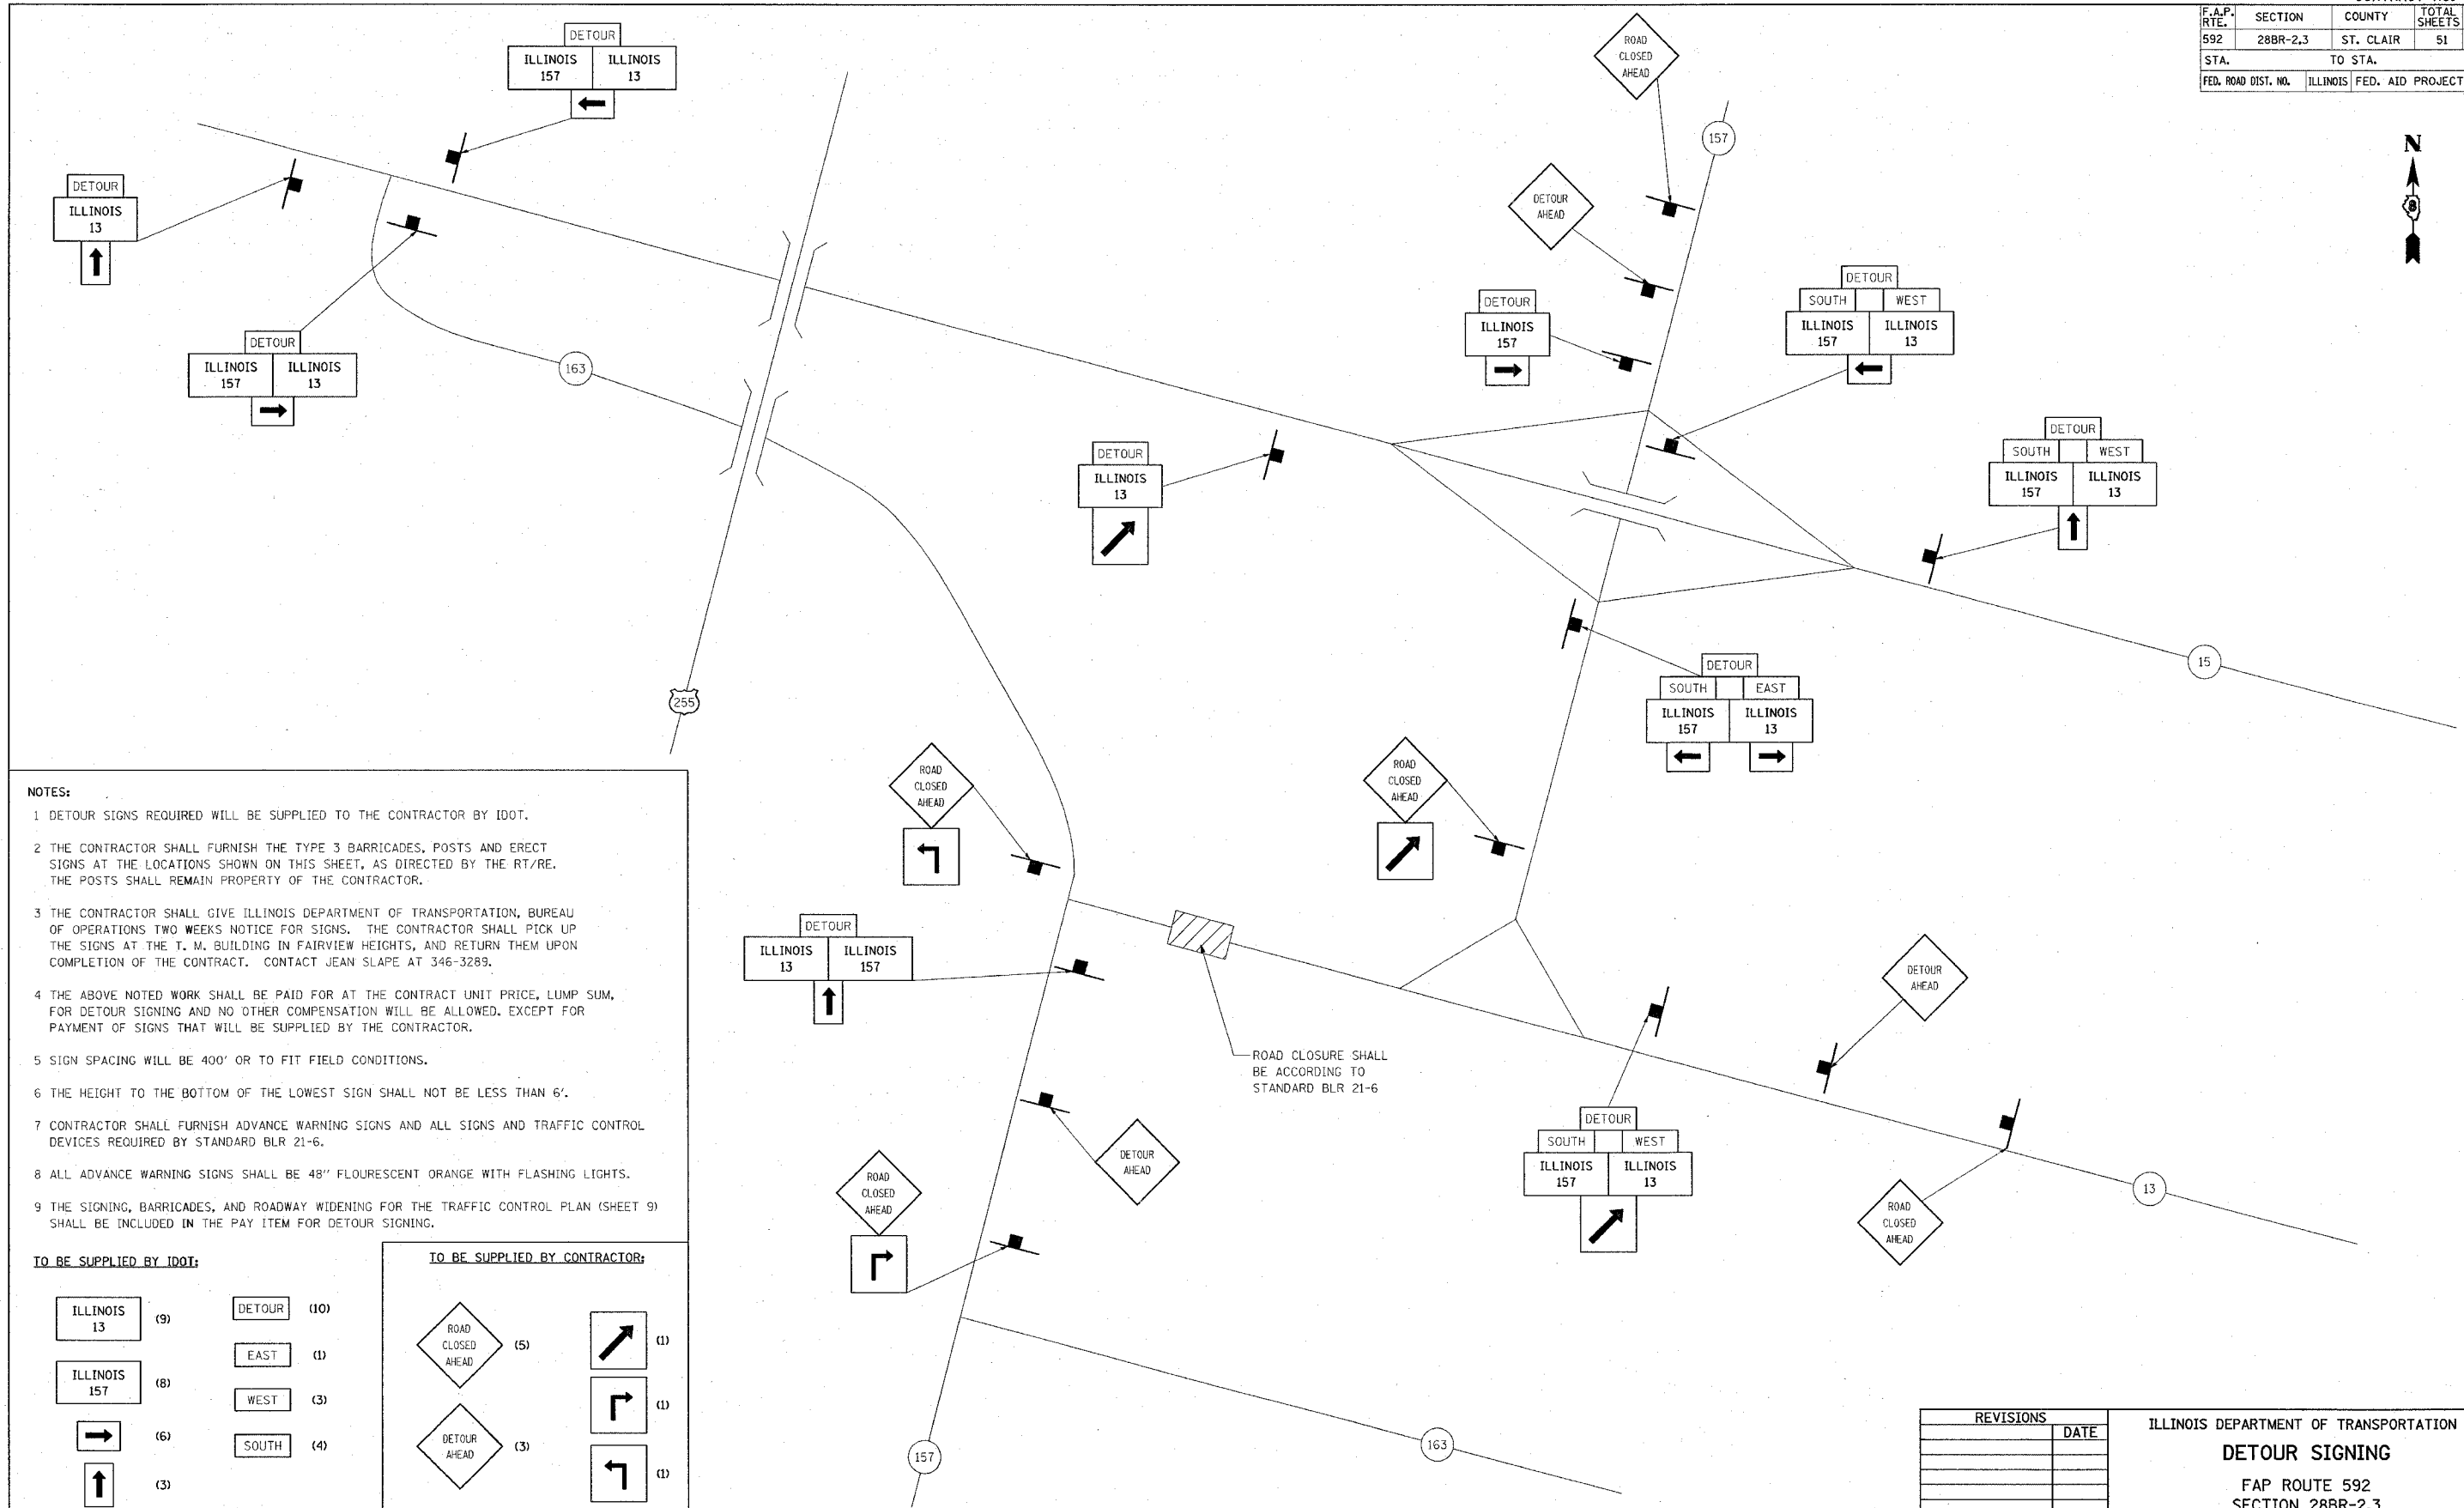 F.A.P. RTE. SECTION COUNTY TOTAL SHEETS
592 28BR-2,3 ST. CLAIR 51
STA. TO STA.
FED. ROAD DIST. NO. ILLINOIS FED. AID PROJECT
N
8
DETOUR
ILLINOIS 157 ILLINOIS 13
DETOUR
ILLINOIS
13
DETOUR
ILLINOIS 157 ILLINOIS 13
163
255
ROAD
CLOSED
AHEAD
157
DETOUR
AHEAD
DETOUR
ILLINOIS
157
DETOUR
SOUTH WEST
ILLINOIS 157 ILLINOIS 13
DETOUR
ILLINOIS
13
DETOUR
SOUTH WEST
ILLINOIS 157 ILLINOIS 13
15
DETOUR
SOUTH EAST
ILLINOIS 157 ILLINOIS 13
ROAD
CLOSED
AHEAD
ROAD
CLOSED
AHEAD
DETOUR
ILLINOIS 13 ILLINOIS 157
ROAD CLOSURE SHALL
BE ACCORDING TO
STANDARD BLR 21-6
DETOUR
AHEAD
DETOUR
AHEAD
DETOUR
SOUTH WEST
ILLINOIS 157 ILLINOIS 13
ROAD
CLOSED
AHEAD
ROAD
CLOSED
AHEAD
13
157
163
NOTES:
1 DETOUR SIGNS REQUIRED WILL BE SUPPLIED TO THE CONTRACTOR BY IDOT.
2 THE CONTRACTOR SHALL FURNISH THE TYPE 3 BARRICADES, POSTS AND ERECT
SIGNS AT THE LOCATIONS SHOWN ON THIS SHEET, AS DIRECTED BY THE RT/RE.
THE POSTS SHALL REMAIN PROPERTY OF THE CONTRACTOR.
3 THE CONTRACTOR SHALL GIVE ILLINOIS DEPARTMENT OF TRANSPORTATION, BUREAU
OF OPERATIONS TWO WEEKS NOTICE FOR SIGNS. THE CONTRACTOR SHALL PICK UP
THE SIGNS AT THE T. M. BUILDING IN FAIRVIEW HEIGHTS, AND RETURN THEM UPON
COMPLETION OF THE CONTRACT. CONTACT JEAN SLAPE AT 346-3289.
4 THE ABOVE NOTED WORK SHALL BE PAID FOR AT THE CONTRACT UNIT PRICE, LUMP SUM,
FOR DETOUR SIGNING AND NO OTHER COMPENSATION WILL BE ALLOWED. EXCEPT FOR
PAYMENT OF SIGNS THAT WILL BE SUPPLIED BY THE CONTRACTOR.
5 SIGN SPACING WILL BE 400' OR TO FIT FIELD CONDITIONS.
6 THE HEIGHT TO THE BOTTOM OF THE LOWEST SIGN SHALL NOT BE LESS THAN 6'.
7 CONTRACTOR SHALL FURNISH ADVANCE WARNING SIGNS AND ALL SIGNS AND TRAFFIC CONTROL
DEVICES REQUIRED BY STANDARD BLR 21-6.
8 ALL ADVANCE WARNING SIGNS SHALL BE 48" FLOURESCENT ORANGE WITH FLASHING LIGHTS.
9 THE SIGNING, BARRICADES, AND ROADWAY WIDENING FOR THE TRAFFIC CONTROL PLAN (SHEET 9)
SHALL BE INCLUDED IN THE PAY ITEM FOR DETOUR SIGNING.
TO BE SUPPLIED BY IDOT:
ILLINOIS 13 (9)
DETOUR (10)
EAST (1)
ILLINOIS 157 (8)
WEST (3)
(6)
SOUTH (4)
(3)
TO BE SUPPLIED BY CONTRACTOR:
ROAD
CLOSED
AHEAD
(5)
(1)
(1)
DETOUR
AHEAD
(3)
(1)
REVISIONS
DATE
ILLINOIS DEPARTMENT OF TRANSPORTATION
DETOUR SIGNING
FAP ROUTE 592
SECTION 28BR-2,3